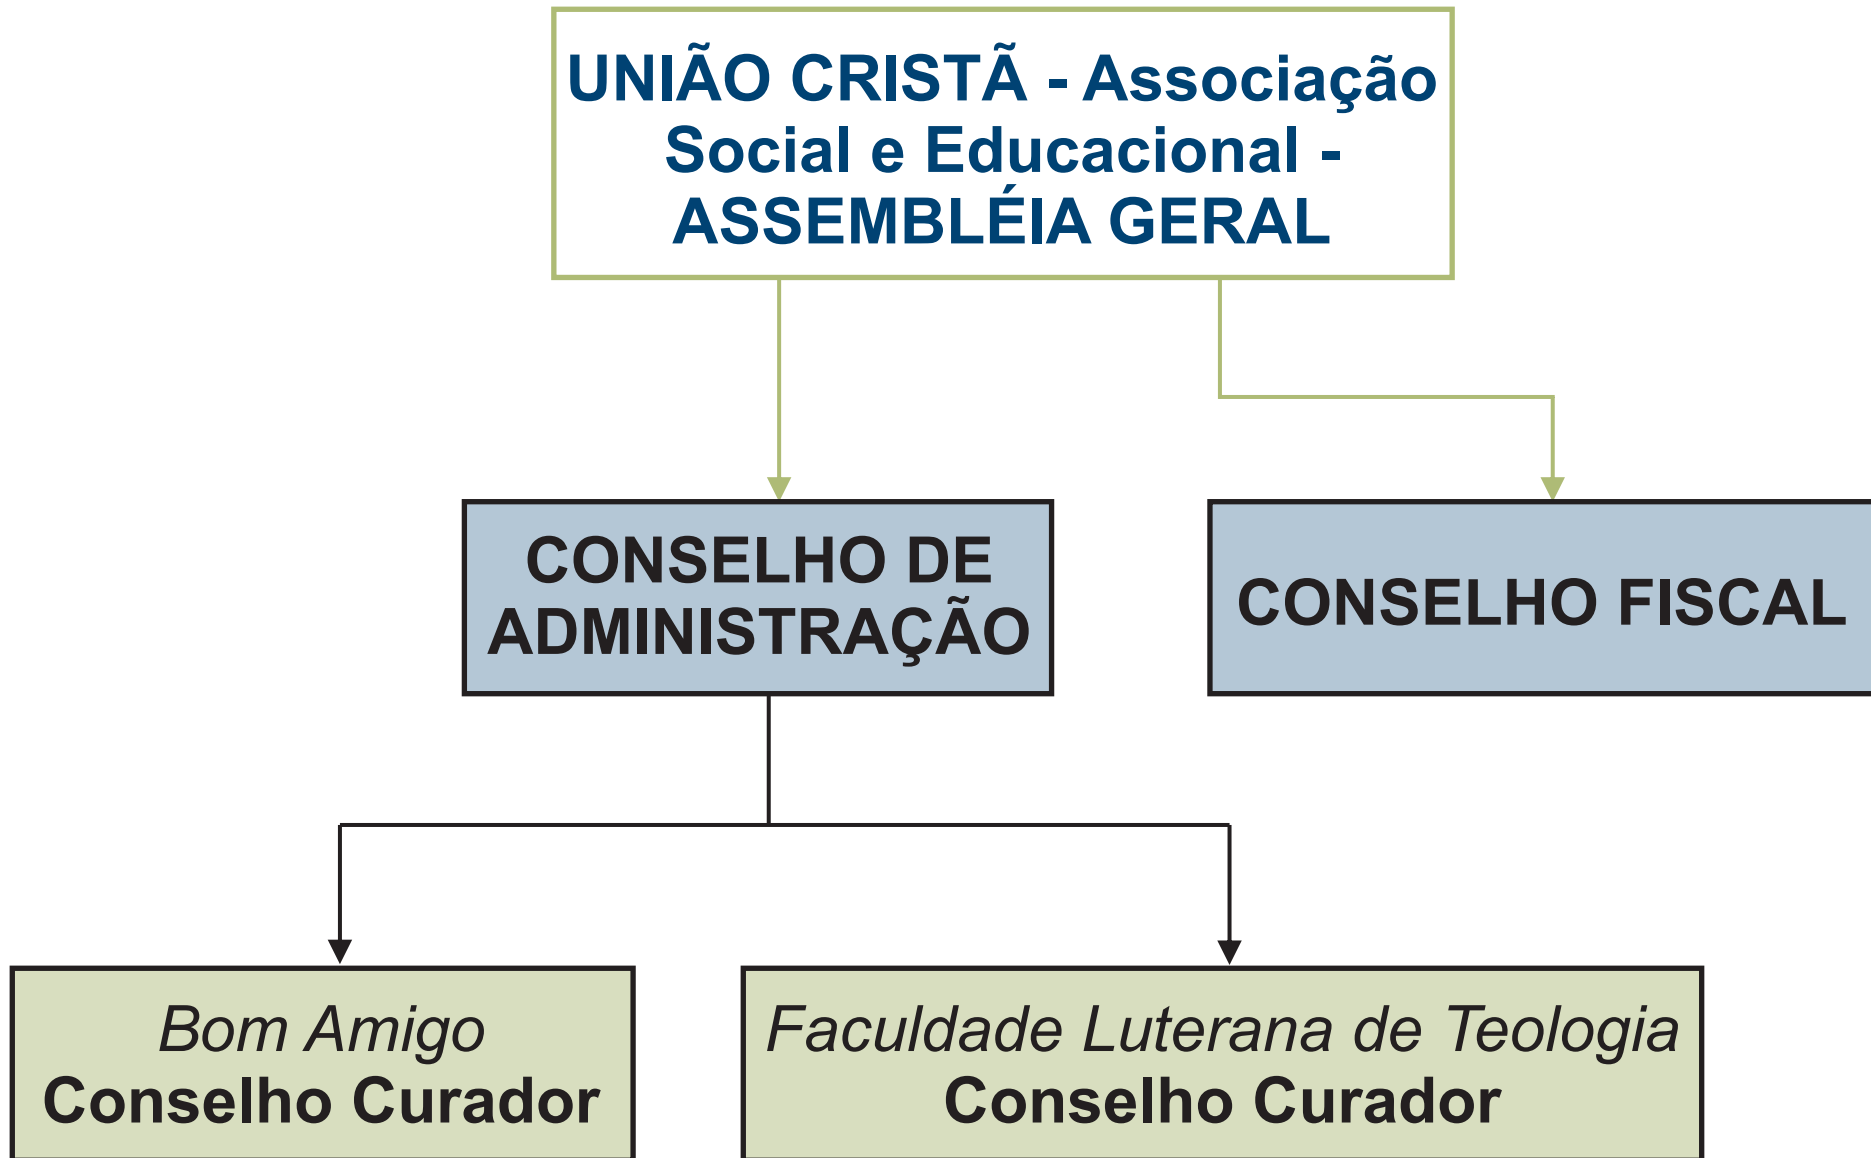 UNIÃO CRISTÃ - Associação
Social e Educacional -
ASSEMBLÉIA GERAL
CONSELHO DE
ADMINISTRAÇÃO
CONSELHO FISCAL
Bom Amigo
Conselho Curador
Faculdade Luterana de Teologia
Conselho Curador